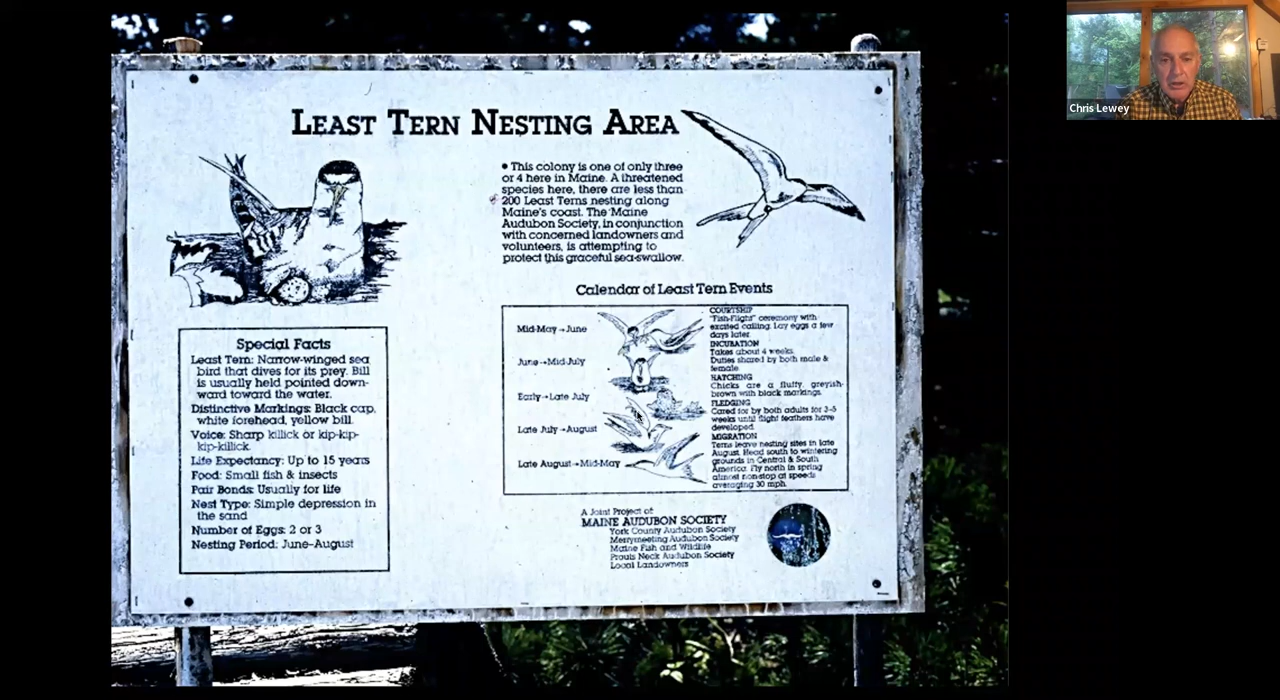 Chris Lewey
LEAST TERN NESTING AREA
• This colony is one of only three
or 4 here in Maine. A threatened
species here, there are less than
200 Least Terns nesting along
Maine's coast. The Maine
Audubon Society, in conjunction
with concerned landowners and
volunteers, is attempting to
protect this graceful sea-swallow.
Special Facts
Least Tern: Narrow-winged sea
bird that dives for its prey. Bill
is usually held pointed down-
ward toward the water.
Distinctive Markings: Black cap,
white forehead, yellow bill.
Voice: Sharp killick or kip-kip-
kip-killick.
Life Expectancy: Up to 15 years
Food: Small fish & insects
Pair Bonds: Usually for life
Nest Type: Simple depression in
the sand
Number of Eggs: 2 or 3
Nesting Period: June-August
Calendar of Least Tern Events
Mid-May→June
June→Mid-July
Early→Late July
Late July→August
Late August→Mid-May
COURTSHIP
"Fish-Flight" ceremony with
excited calling. Lay eggs a few
days later.
INCUBATION
Takes about 4 weeks.
Duties shared by both male &
female.
HATCHING
Chicks are a fluffy, greyish-
brown with black markings.
FLEDGING
Cared for by both adults for 3-5
weeks until flight feathers have
developed.
MIGRATION
Terns leave nesting sites in late
August. Head south to wintering
grounds in Central & South
America. Fly north in spring
almost non-stop at speeds
averaging 30 mph.
A Joint Project of:
MAINE AUDUBON SOCIETY
York County Audubon Society
Merrymeeting Audubon Society
Maine Fish and Wildlife
Prouts Neck Audubon Society
Local Landowners